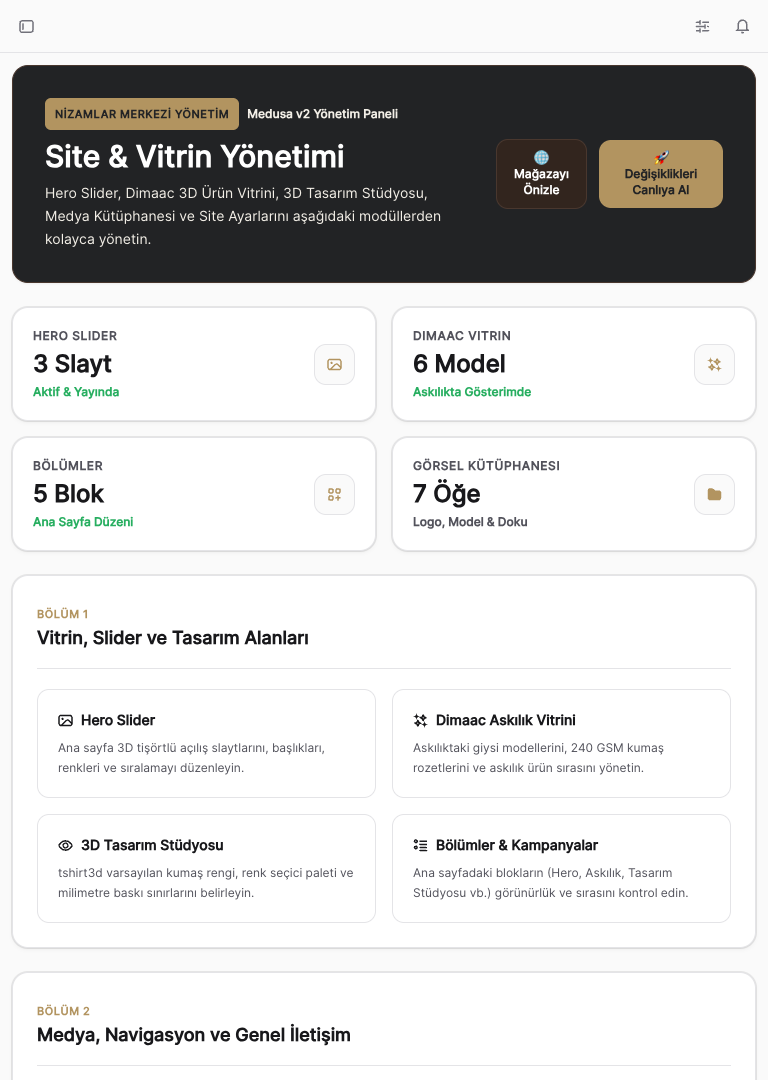 NİZAMLAR MERKEZİ YÖNETİM
Medusa v2 Yönetim Paneli
Site & Vitrin Yönetimi
Hero Slider, Dimaac 3D Ürün Vitrini, 3D Tasarım Stüdyosu,
Medya Kütüphanesi ve Site Ayarlarını aşağıdaki modüllerden
kolayca yönetin.
Mağazayı
Önizle
Değişiklikleri
Canlıya Al
HERO SLIDER
3 Slayt
Aktif & Yayında
DIMAAC VITRIN
6 Model
Askılıkta Gösterimde
BÖLÜMLER
5 Blok
Ana Sayfa Düzeni
GÖRSEL KÜTÜPHANESI
7 Öğe
Logo, Model & Doku
BÖLÜM 1
Vitrin, Slider ve Tasarım Alanları
Hero Slider
Ana sayfa 3D tişörtlü açılış slaytlarını, başlıkları,
renkleri ve sıralamayı düzenleyin.
Dimaac Askılık Vitrini
Askılıktaki giysi modellerini, 240 GSM kumaş
rozetlerini ve askılık ürün sırasını yönetin.
3D Tasarım Stüdyosu
tshirt3d varsayılan kumaş rengi, renk seçici paleti ve
milimetre baskı sınırlarını belirleyin.
Bölümler & Kampanyalar
Ana sayfadaki blokların (Hero, Askılık, Tasarım
Stüdyosu vb.) görünürlük ve sırasını kontrol edin.
BÖLÜM 2
Medya, Navigasyon ve Genel İletişim